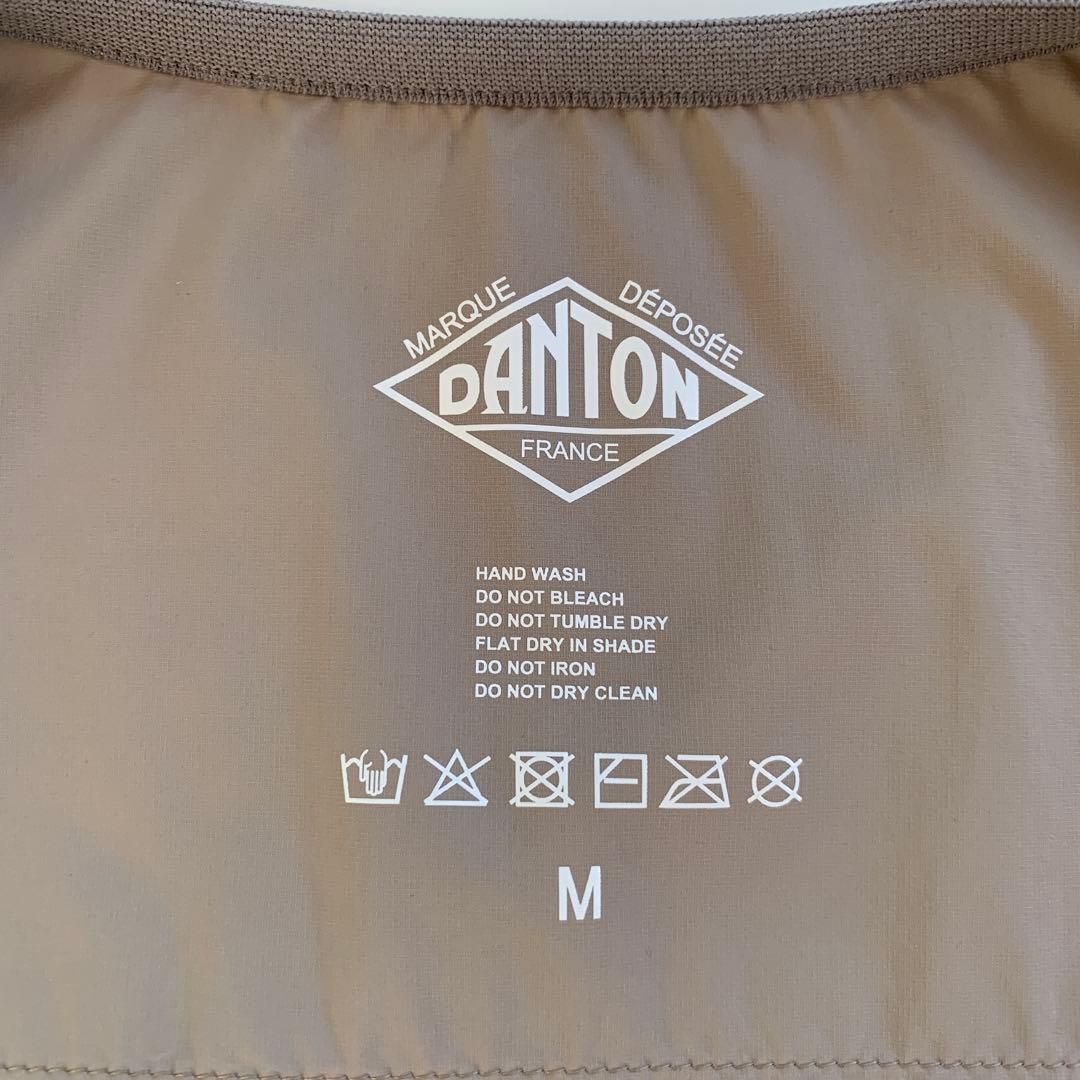 MARQUE DÉPOSÉE
DANTON
FRANCE
HAND WASH
DO NOT BLEACH
DO NOT TUMBLE DRY
FLAT DRY IN SHADE
DO NOT IRON
DO NOT DRY CLEAN
M